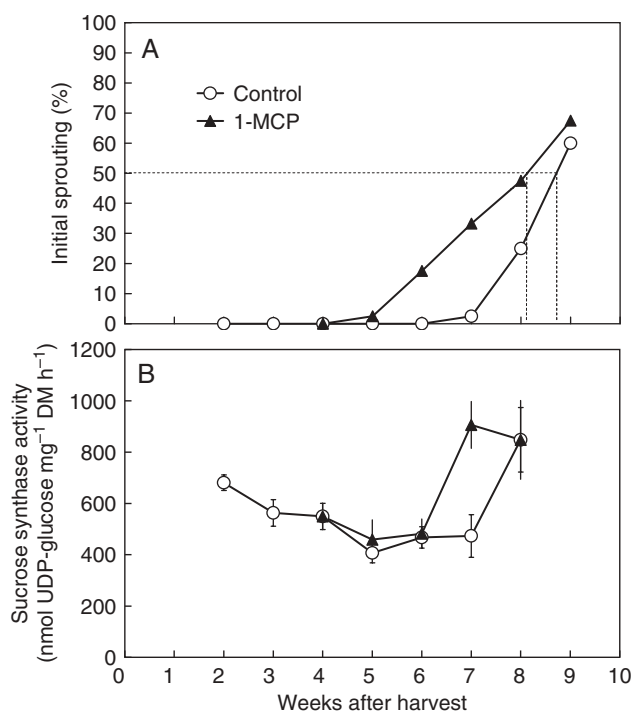 A
Control
1-MCP
Initial sprouting (%)
100
90
80
70
60
50
40
30
20
10
0
B
Sucrose synthase activity
(nmol UDP-glucose mg⁻¹ DM h⁻¹)
1200
1000
800
600
400
200
0
0 1 2 3 4 5 6 7 8 9 10
Weeks after harvest